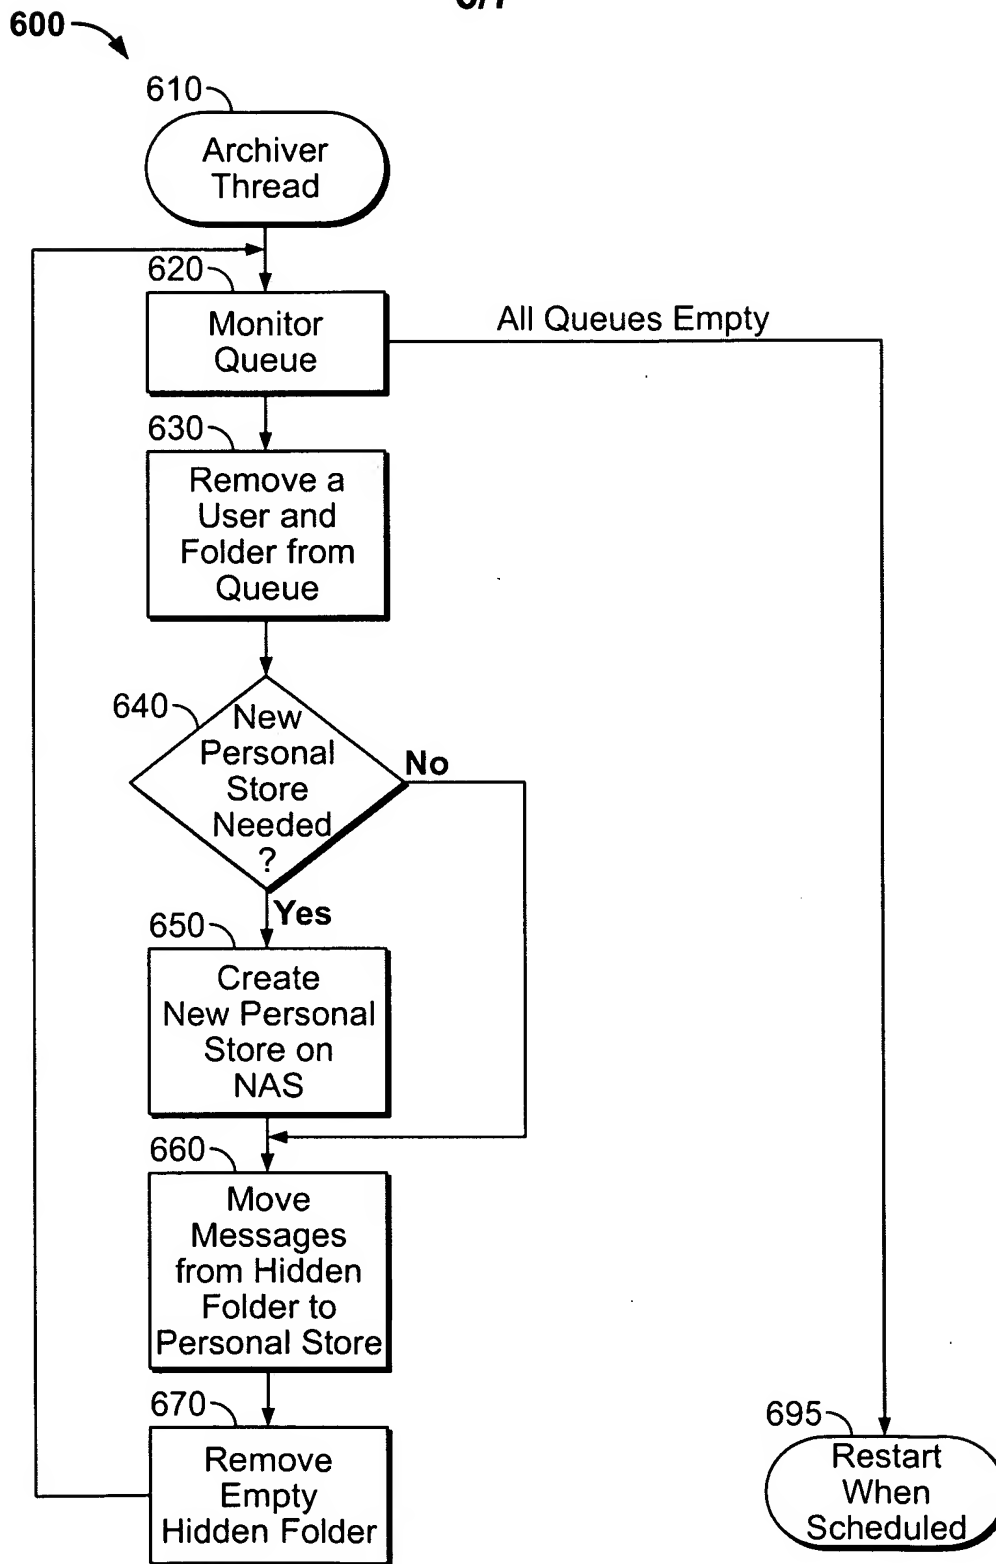 600
610
Archiver
Thread
620
Monitor
Queue
All Queues Empty
630
Remove a
User and
Folder from
Queue
640
New
Personal
Store
Needed
?
No
Yes
650
Create
New Personal
Store on
NAS
660
Move
Messages
from Hidden
Folder to
Personal Store
670
Remove
Empty
Hidden Folder
695
Restart
When
Scheduled